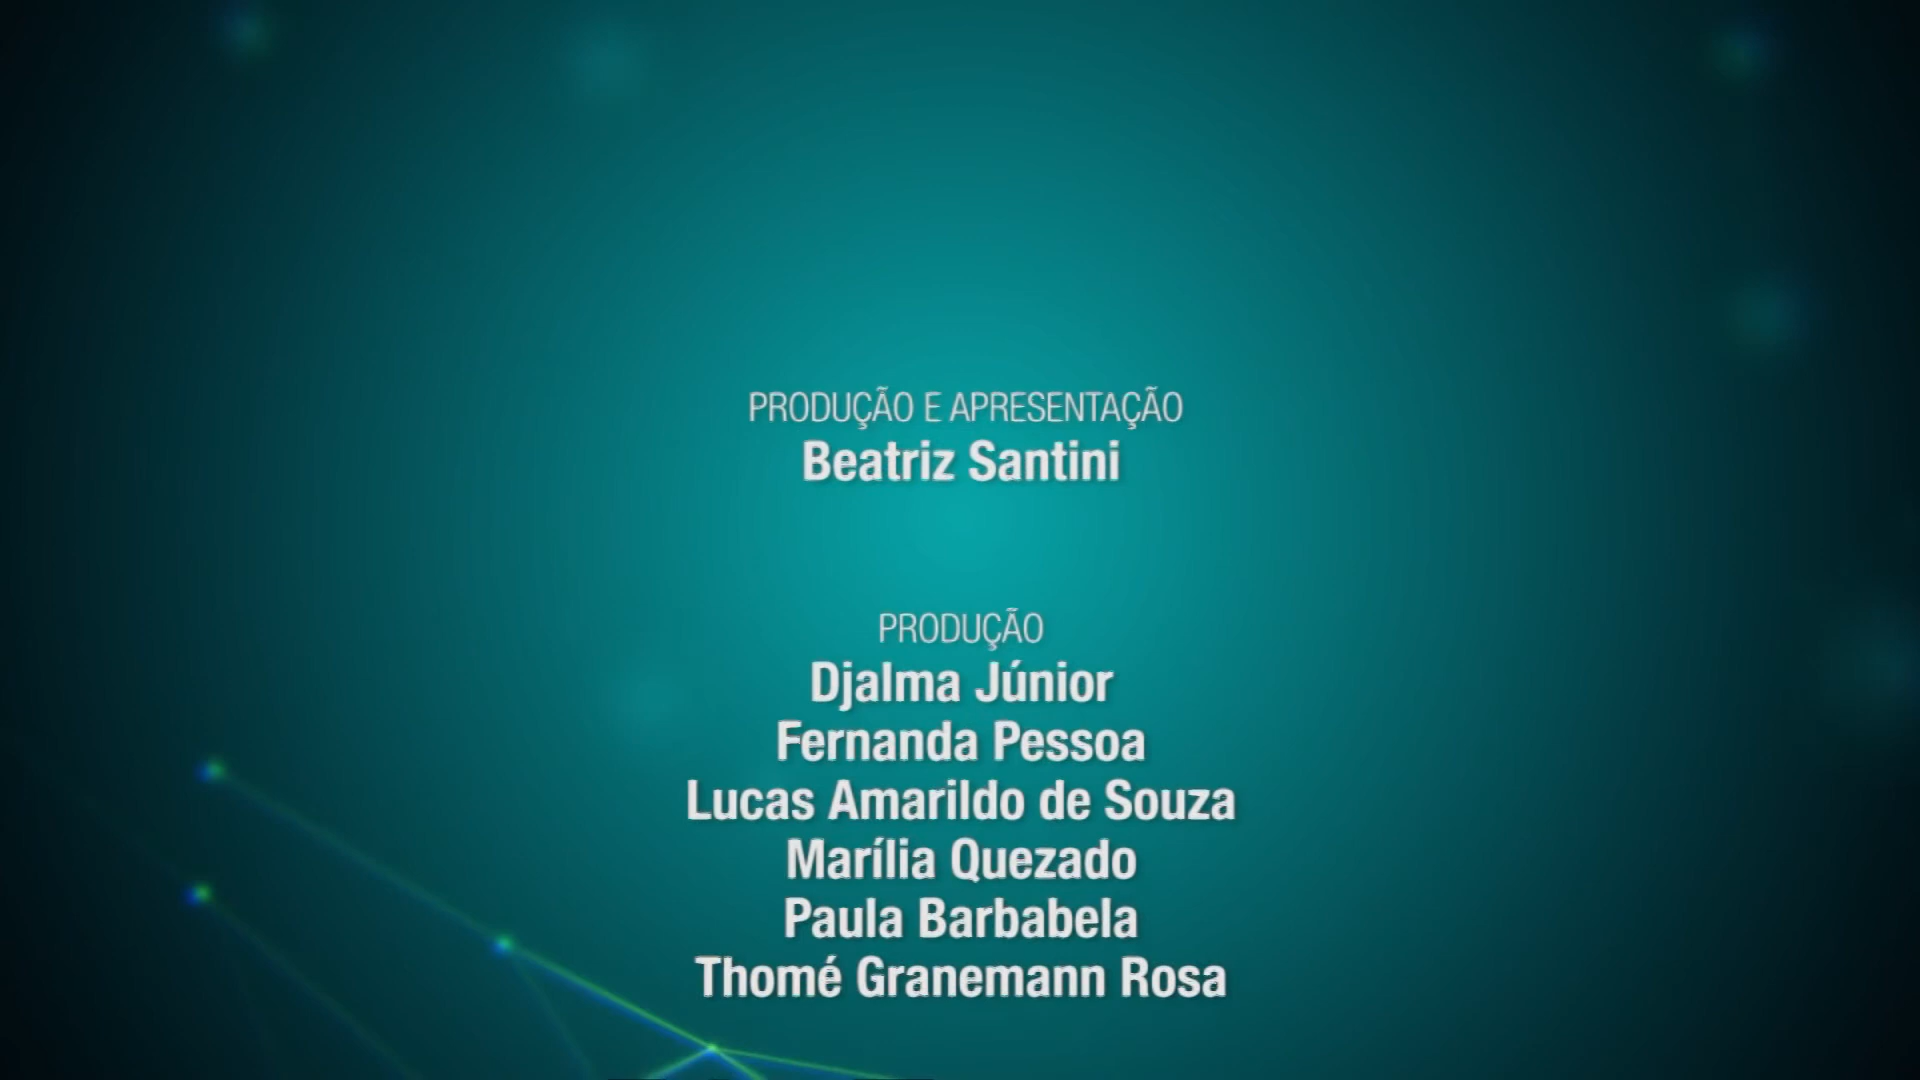 PRODUÇÃO E APRESENTAÇÃO
Beatriz Santini
PRODUÇÃO
Djalma Júnior
Fernanda Pessoa
Lucas Amarildo de Souza
Marília Quezado
Paula Barbabela
Thomé Granemann Rosa